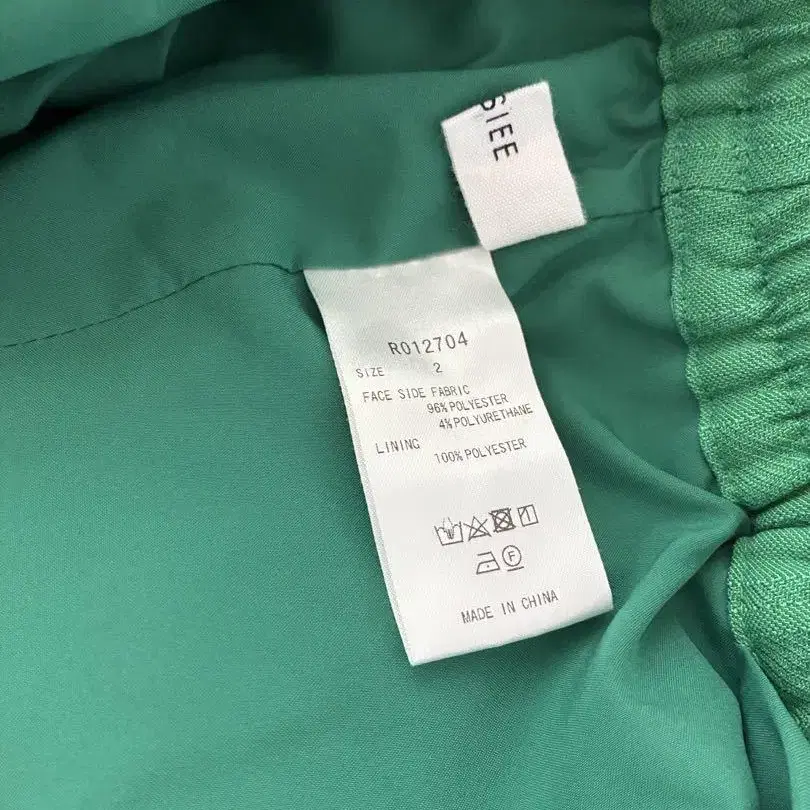 SIEE
R012704
SIZE 2
FACE SIDE FABRIC
96%POLYESTER
4%POLYURETHANE
LINING 100%POLYESTER
F
MADE IN CHINA